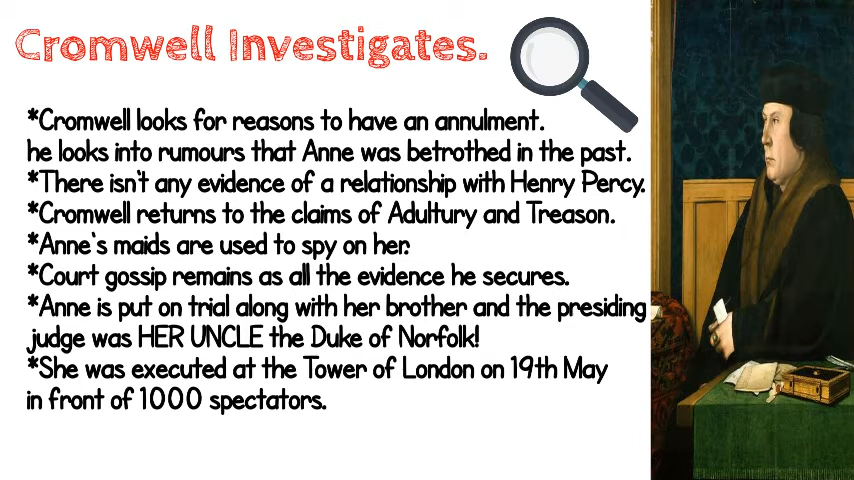 Cromwell Investigates.
*Cromwell looks for reasons to have an annulment.
he looks into rumours that Anne was betrothed in the past.
*There isn't any evidence of a relationship with Henry Percy.
*Cromwell returns to the claims of Adultury and Treason.
*Anne`s maids are used to spy on her.
*Court gossip remains as all the evidence he secures.
*Anne is put on trial along with her brother and the presiding
judge was HER UNCLE the Duke of Norfolk!
*She was executed at the Tower of London on 19th May
in front of 1000 spectators.